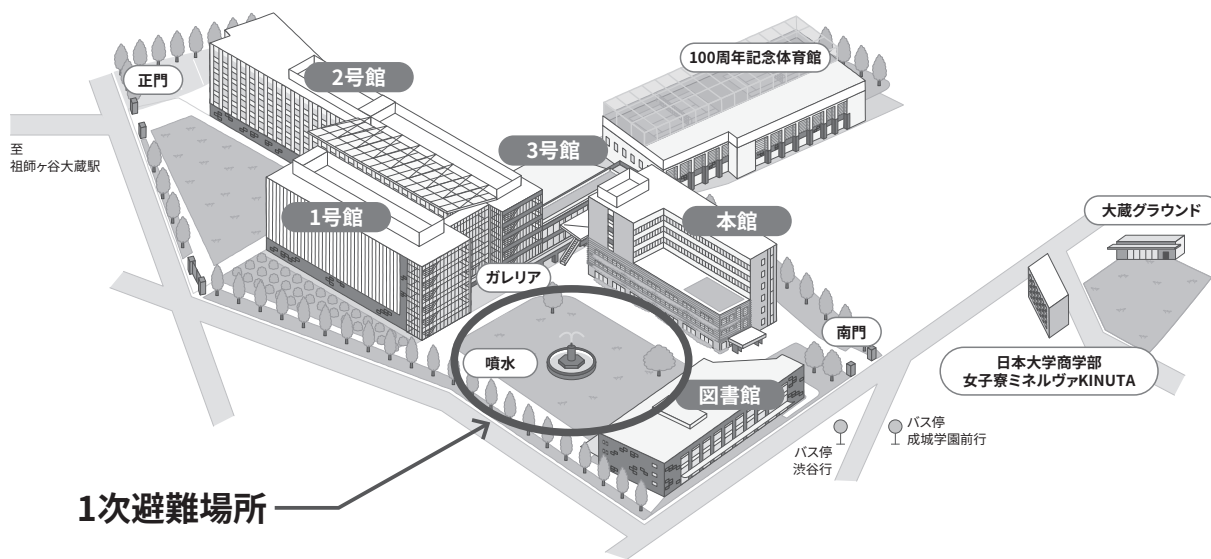 100周年記念体育館
正門
2号館
至
祖師ヶ谷大蔵駅
3号館
1号館
本館
大蔵グラウンド
ガレリア
南門
噴水
日本大学商学部
女子寮ミネルヴァKINUTA
図書館
バス停
成城学園前行
バス停
渋谷行
1次避難場所